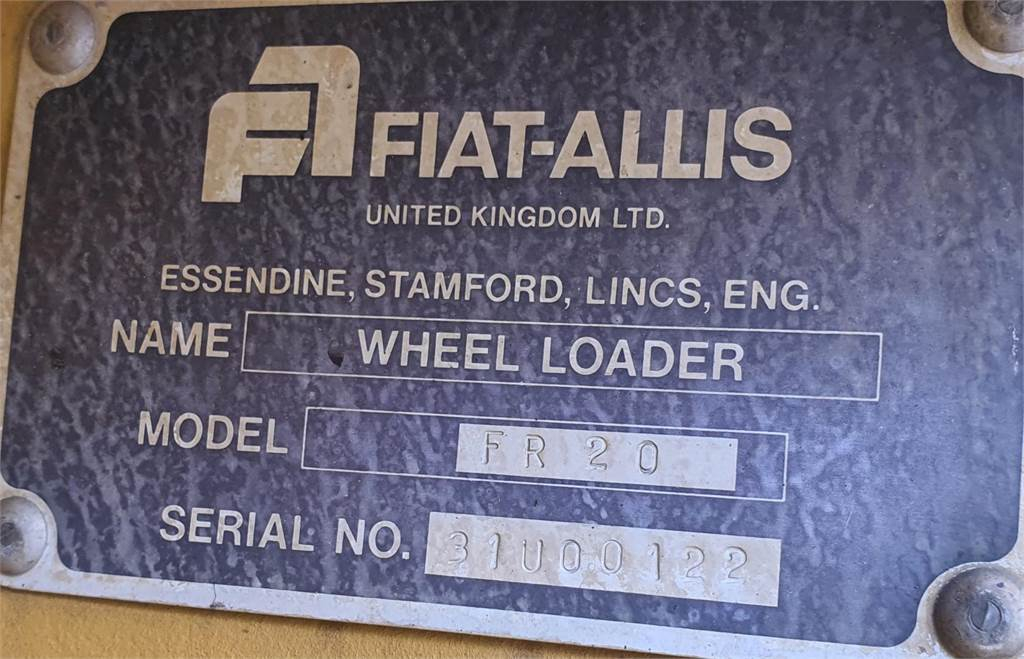 FIAT-ALLIS
UNITED KINGDOM LTD.
ESSENDINE, STAMFORD, LINCS, ENG.
NAME WHEEL LOADER
MODEL FR 20
SERIAL NO. 31U00122